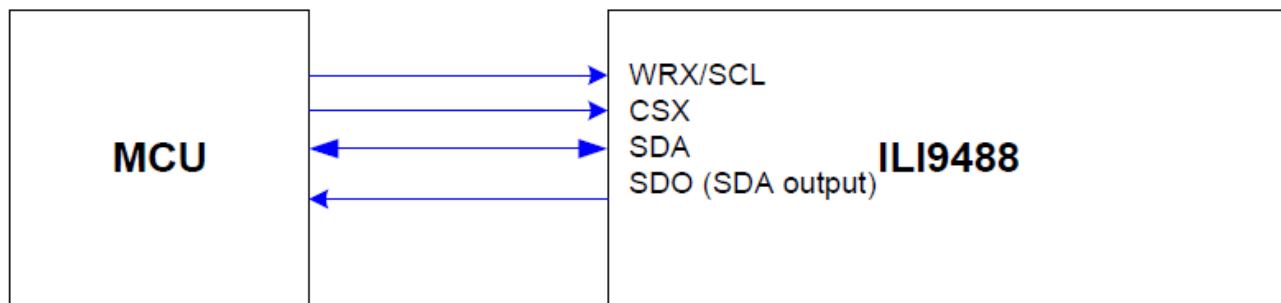 MCU
WRX/SCL
CSX
SDA
SDO (SDA output)
ILI9488